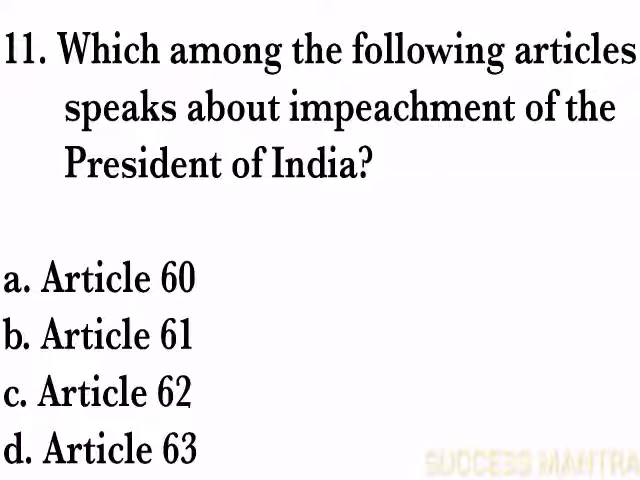 11. Which among the following articles
speaks about impeachment of the
President of India?
a. Article 60
b. Article 61
c. Article 62
d. Article 63
SUCCESS MANTRA